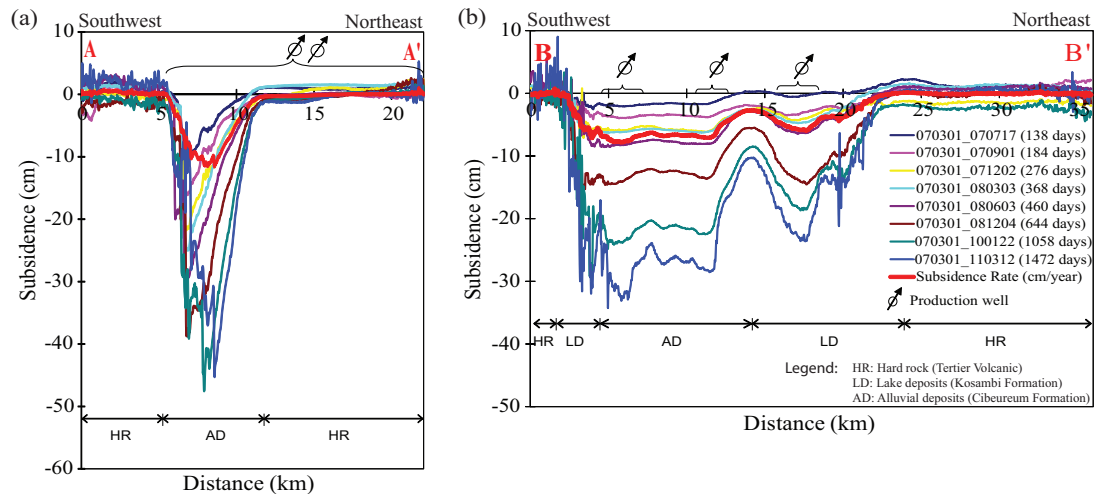 (a)
Southwest
Northeast
A
A'
10
0
-10
-20
-30
-40
-50
-60
0
5
10
15
20
Subsidence (cm)
HR
AD
HR
Distance (km)
(b)
Southwest
Northeast
B
B'
10
0
-10
-20
-30
-40
-50
0
5
10
15
20
25
30
35
Subsidence (cm)
070301_070717 (138 days)
070301_070901 (184 days)
070301_071202 (276 days)
070301_080303 (368 days)
070301_080603 (460 days)
070301_081204 (644 days)
070301_100122 (1058 days)
070301_110312 (1472 days)
Subsidence Rate (cm/year)
Production well
HR
LD
AD
LD
HR
Legend:
HR: Hard rock (Tertier Volcanic)
LD: Lake deposits (Kosambi Formation)
AD: Alluvial deposits (Cibeureum Formation)
Distance (km)